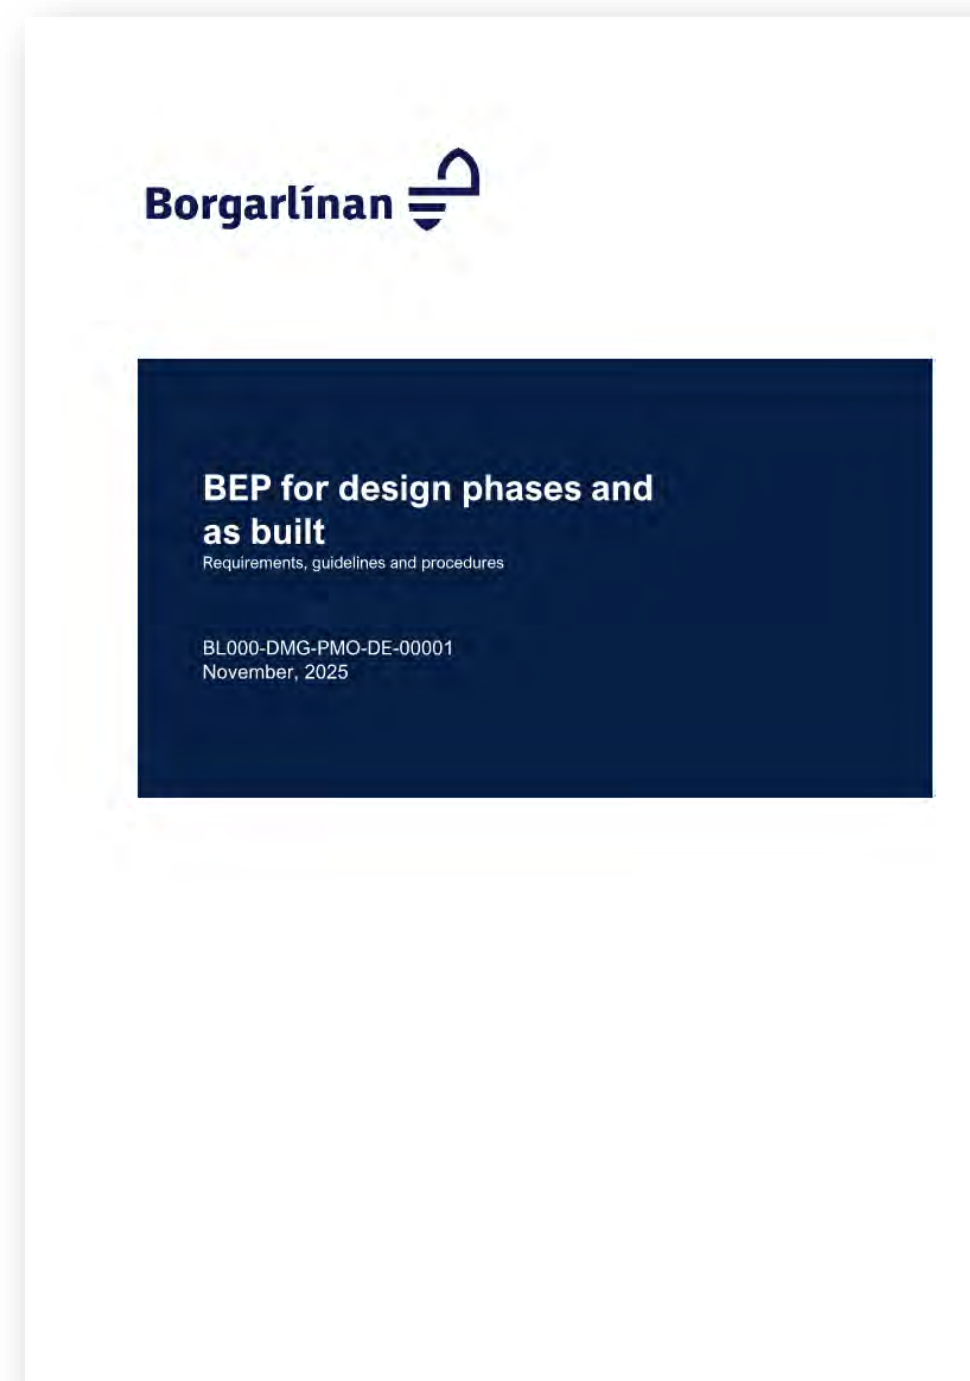 Borgarlínan
BEP for design phases and
as built
Requirements, guidelines and procedures
BL000-DMG-PMO-DE-00001
November, 2025